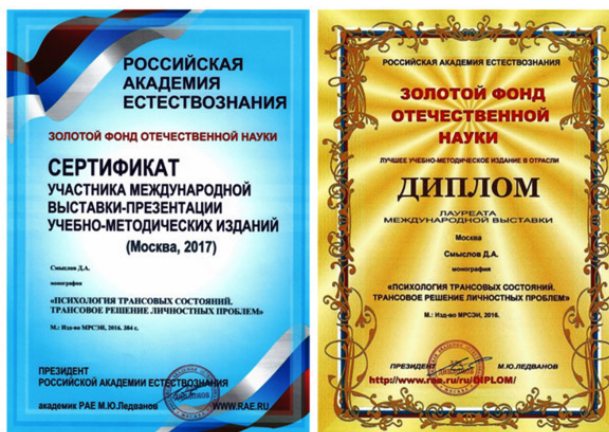 РОССИЙСКАЯ
АКАДЕМИЯ
ЕСТЕСТВОЗНАНИЯ
ЗОЛОТОЙ ФОНД ОТЕЧЕСТВЕННОЙ НАУКИ
СЕРТИФИКАТ
УЧАСТНИКА МЕЖДУНАРОДНОЙ
ВЫСТАВКИ-ПРЕЗЕНТАЦИИ
УЧЕБНО-МЕТОДИЧЕСКИХ ИЗДАНИЙ
(Москва, 2017)
Смыслов Д.А.
монография
«ПСИХОЛОГИЯ ТРАНСОВЫХ СОСТОЯНИЙ.
ТРАНСОВОЕ РЕШЕНИЕ ЛИЧНОСТНЫХ ПРОБЛЕМ»
М.: Изд-во МРСЭИ, 2016. 384 с.
ПРЕЗИДЕНТ
РОССИЙСКОЙ АКАДЕМИИ ЕСТЕСТВОЗНАНИЯ
академик РАЕ М.Ю.Ледванов
WWW.RAE.RU
РОССИЙСКАЯ АКАДЕМИЯ ЕСТЕСТВОЗНАНИЯ
ЗОЛОТОЙ ФОНД
ОТЕЧЕСТВЕННОЙ
НАУКИ
ЛУЧШЕЕ УЧЕБНО-МЕТОДИЧЕСКОЕ ИЗДАНИЕ В ОТРАСЛИ
ДИПЛОМ
ЛАУРЕАТА
МЕЖДУНАРОДНОЙ ВЫСТАВКИ
Москва
Смыслов Д.А.
монография
«ПСИХОЛОГИЯ ТРАНСОВЫХ СОСТОЯНИЙ.
ТРАНСОВОЕ РЕШЕНИЕ ЛИЧНОСТНЫХ ПРОБЛЕМ»
М.: Изд-во МРСЭИ, 2016.
ПРЕЗИДЕНТ М.Ю.ЛЕДВАНОВ
http://www.rae.ru/ru/DIPLOM/